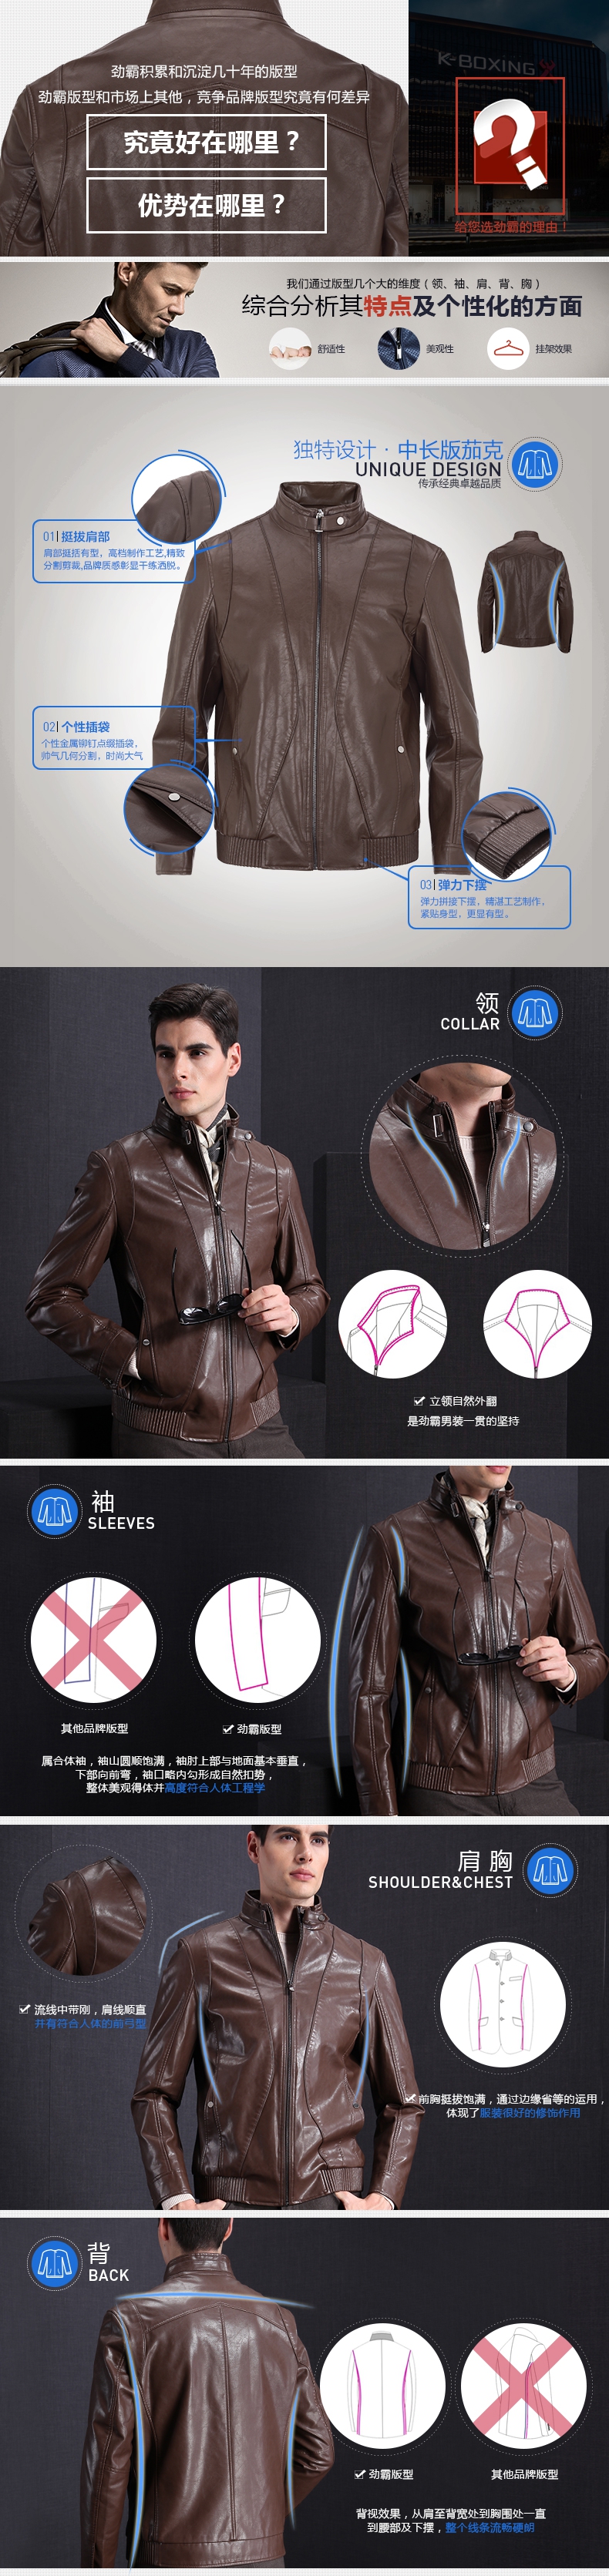 劲霸积累和沉淀几十年的版型
劲霸版型和市场上其他，竞争品牌版型究竟有何差异
究竟好在哪里？
优势在哪里？
K-BOXING
给您选劲霸的理由！
我们通过版型几个大的维度（领、袖、肩、背、胸）
综合分析其特点及个性化的方面
舒适性
美观性
挂架效果
独特设计·中长版茄克
UNIQUE DESIGN
传承经典卓越品质
01 挺拔肩部
肩部挺括有型，高档制作工艺,精致
分割剪裁,品牌质感彰显干练洒脱。
02 个性插袋
个性金属铆钉点缀插袋，
帅气几何分割，时尚大气
03 弹力下摆
弹力拼接下摆，精湛工艺制作，
紧贴身型，更显有型。
领
COLLAR
立领自然外翻
是劲霸男装一贯的坚持
袖
SLEEVES
其他品牌版型
劲霸版型
属合体袖，袖山圆顺饱满，袖肘上部与地面基本垂直，
下部向前弯，袖口略内勾形成自然扣势，
整体美观得体并高度符合人体工程学
肩 胸
SHOULDER&CHEST
流线中带刚，肩线顺直
并有符合人体的前弓型
前胸挺拔饱满，通过边缘省等的运用，
体现了服装很好的修饰作用
背
BACK
劲霸版型
其他品牌版型
背视效果，从肩至背宽处到胸围处一直
到腰部及下摆，整个线条流畅硬朗